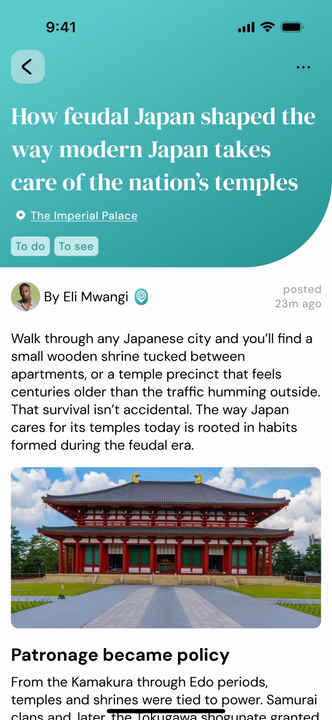 9:41
How feudal Japan shaped the
way modern Japan takes
care of the nation's temples
The Imperial Palace
To do To see
By Eli Mwangi
posted
23m ago
Walk through any Japanese city and you'll find a
small wooden shrine tucked between
apartments, or a temple precinct that feels
centuries older than the traffic humming outside.
That survival isn't accidental. The way Japan
cares for its temples today is rooted in habits
formed during the feudal era.
Patronage became policy
From the Kamakura through Edo periods,
temples and shrines were tied to power. Samurai
clans and, later, the Tokugawa shogunate granted